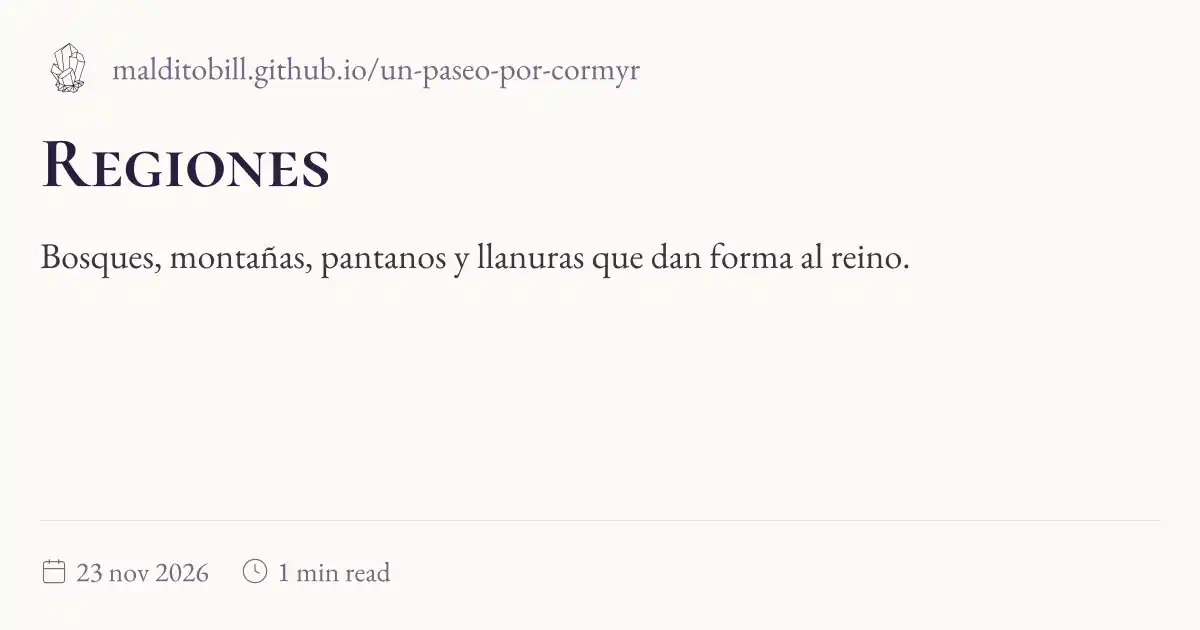 malditobill.github.io/un-paseo-por-cormyr
Regiones
Bosques, montañas, pantanos y llanuras que dan forma al reino.
23 nov 2026 1 min read